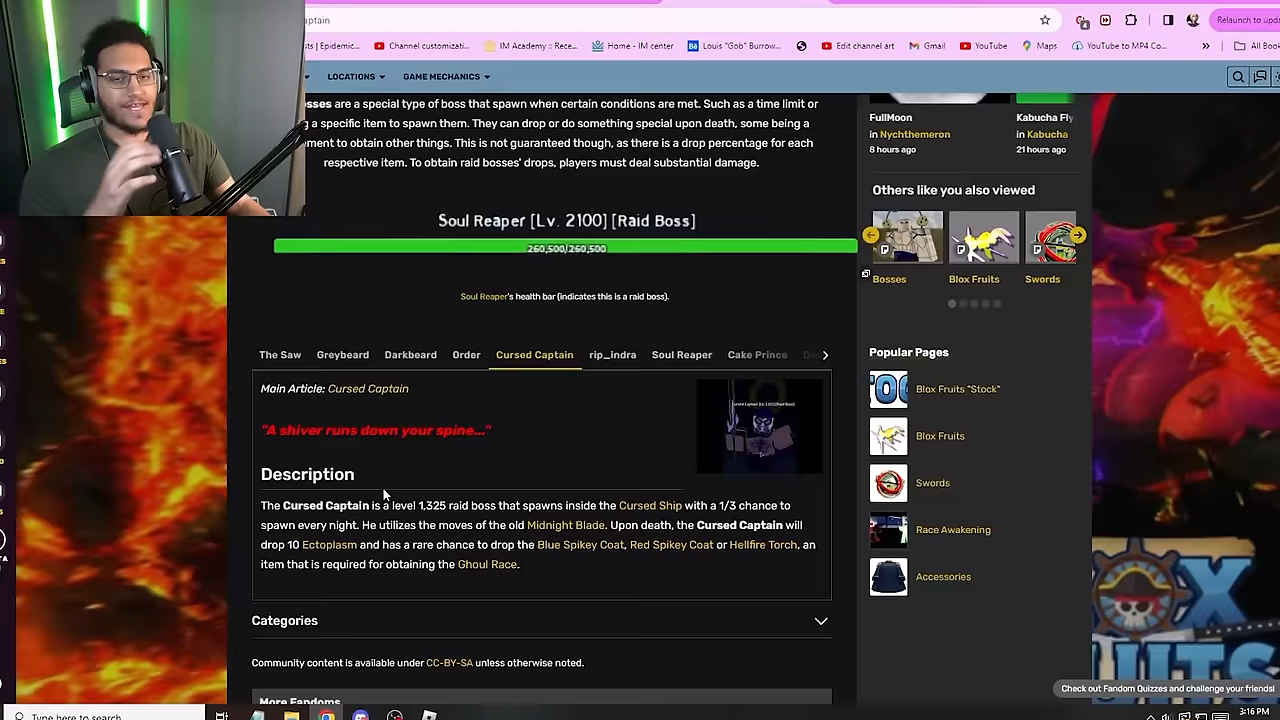 aptain
Relaunch to upda
ts | Epidemic...
Channel customizati...
IM Academy :: Rece...
Home - IM center
Louis "Gob" Burrow...
Edit channel art
Gmail
YouTube
Maps
YouTube to MP4 Co...
»
All Book
LOCATIONS
GAME MECHANICS
osses are a special type of boss that spawn when certain conditions are met. Such as a time limit or
g a specific item to spawn them. They can drop or do something special upon death, some being a
ment to obtain other things. This is not guaranteed though, as there is a drop percentage for each
respective item. To obtain raid bosses' drops, players must deal substantial damage.
Soul Reaper [Lv. 2100] [Raid Boss]
260,500/260,500
Soul Reaper's health bar (indicates this is a raid boss).
The Saw
Greybeard
Darkbeard
Order
Cursed Captain
rip_indra
Soul Reaper
Cake Prince
Main Article: Cursed Captain
Cursed Captain [Lv. 1325] [Raid Boss]
"A shiver runs down your spine..."
Description
The Cursed Captain is a level 1,325 raid boss that spawns inside the Cursed Ship with a 1/3 chance to
spawn every night. He utilizes the moves of the old Midnight Blade. Upon death, the Cursed Captain will
drop 10 Ectoplasm and has a rare chance to drop the Blue Spikey Coat, Red Spikey Coat or Hellfire Torch, an
item that is required for obtaining the Ghoul Race.
Categories
Community content is available under CC-BY-SA unless otherwise noted.
More Fandoms
FullMoon
in Nychthemeron
8 hours ago
Kabucha Fly
in Kabucha
21 hours ago
Others like you also viewed
Bosses
Blox Fruits
Swords
Popular Pages
Blox Fruits "Stock"
Blox Fruits
Swords
Race Awakening
Accessories
Check out Fandom Quizzes and challenge your friends!
Type here to search
3:16 PM